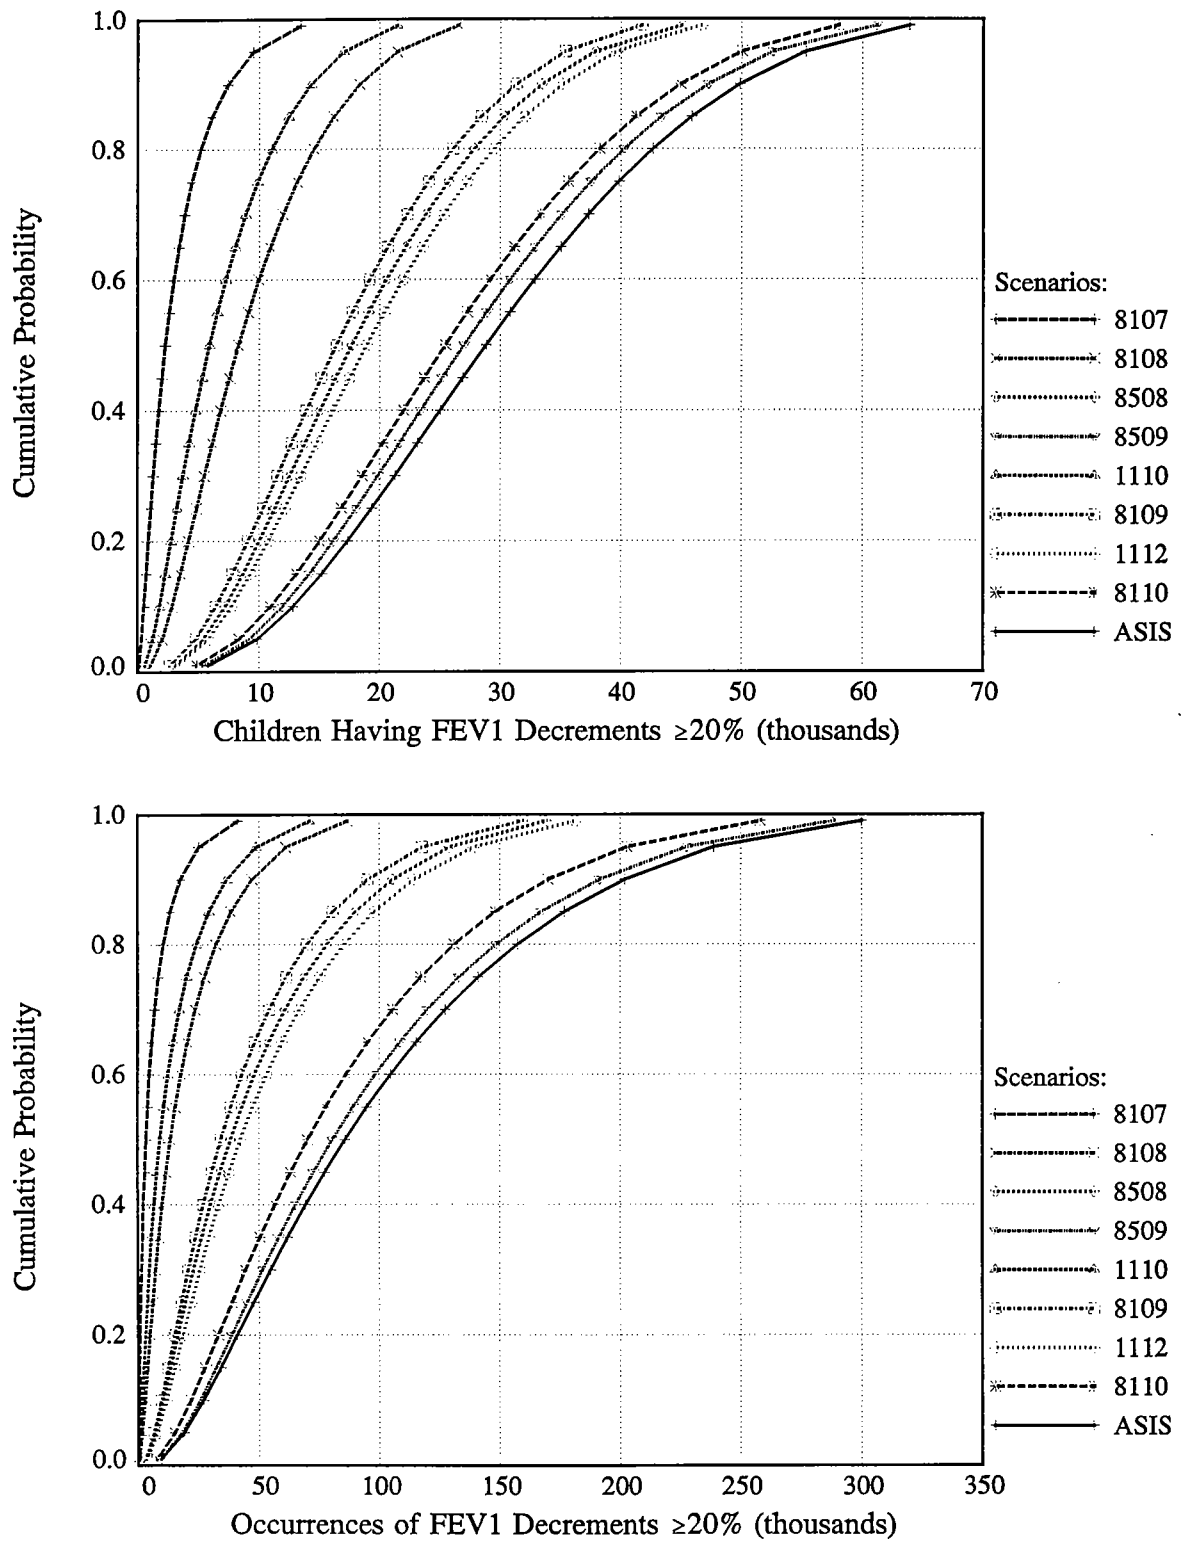 1.0
0.8
0.6
0.4
0.2
0.0
Cumulative Probability
0 10 20 30 40 50 60 70
Children Having FEV1 Decrements ≥20% (thousands)
Scenarios:
8107
8108
8508
8509
1110
8109
1112
8110
ASIS
1.0
0.8
0.6
0.4
0.2
0.0
Cumulative Probability
0 50 100 150 200 250 300 350
Occurrences of FEV1 Decrements ≥20% (thousands)
Scenarios:
8107
8108
8508
8509
1110
8109
1112
8110
ASIS